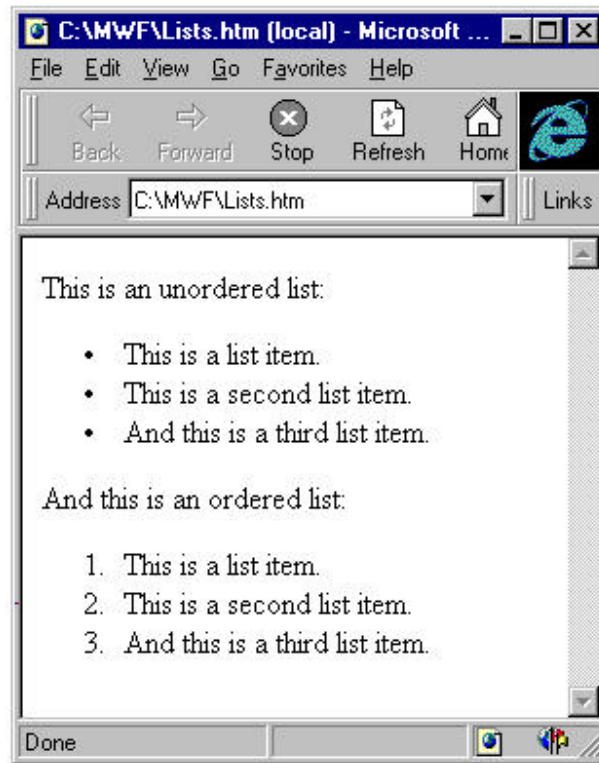 C:\MWF\Lists.htm (local) - Microsoft ...
File Edit View Go Favorites Help
Back Forward Stop Refresh Home
Address C:\MWF\Lists.htm Links
This is an unordered list:
• This is a list item.
• This is a second list item.
• And this is a third list item.
And this is an ordered list:
1. This is a list item.
2. This is a second list item.
3. And this is a third list item.
Done